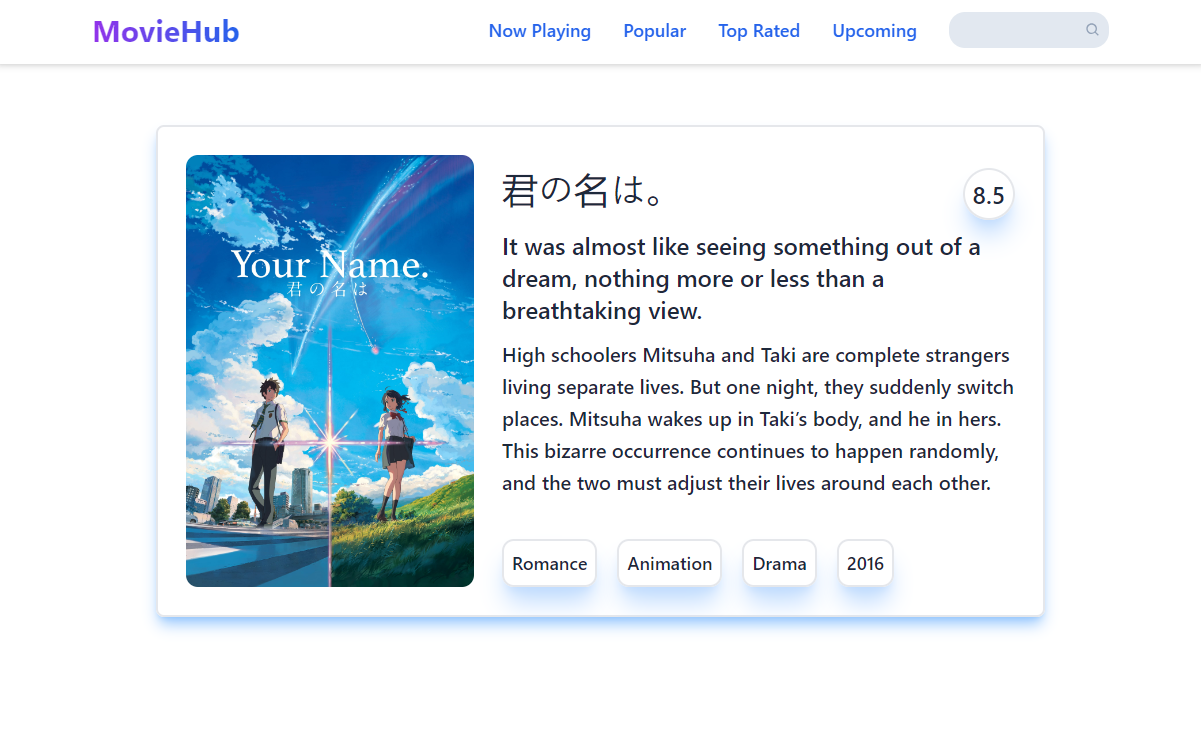 MovieHub
Now Playing
Popular
Top Rated
Upcoming
Your Name.
君の名は
君の名は。
8.5
It was almost like seeing something out of a
dream, nothing more or less than a
breathtaking view.
High schoolers Mitsuha and Taki are complete strangers
living separate lives. But one night, they suddenly switch
places. Mitsuha wakes up in Taki’s body, and he in hers.
This bizarre occurrence continues to happen randomly,
and the two must adjust their lives around each other.
Romance
Animation
Drama
2016